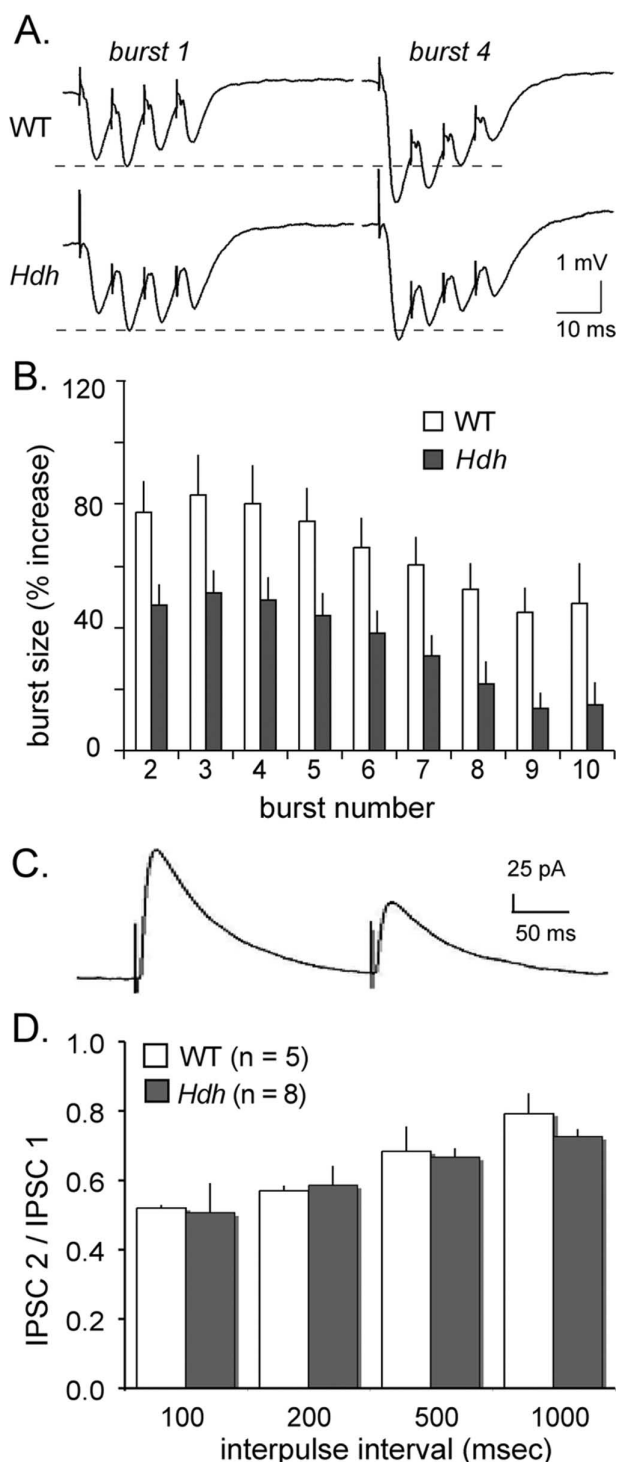 A.
burst 1
burst 4
WT
Hdh
1 mV
10 ms
B.
120
80
40
0
burst size (% increase)
WT
Hdh
2 3 4 5 6 7 8 9 10
burst number
C.
25 pA
50 ms
D.
1.0
0.8
0.6
0.4
0.2
0.0
IPSC 2 / IPSC 1
WT (n = 5)
Hdh (n = 8)
100 200 500 1000
interpulse interval (msec)